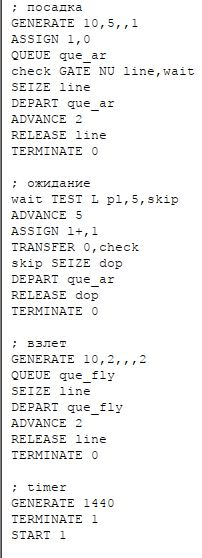 ; посадка
GENERATE 10,5,,1
ASSIGN 1,0
QUEUE que_ar
check GATE NU line,wait
SEIZE line
DEPART que_ar
ADVANCE 2
RELEASE line
TERMINATE 0
; ожидание
wait TEST L p1,5,skip
ADVANCE 5
ASSIGN 1+,1
TRANSFER 0,check
skip SEIZE dop
DEPART que_ar
RELEASE dop
TERMINATE 0
; взлет
GENERATE 10,2,,,2
QUEUE que_fly
SEIZE line
DEPART que_fly
ADVANCE 2
RELEASE line
TERMINATE 0
; timer
GENERATE 1440
TERMINATE 1
START 1